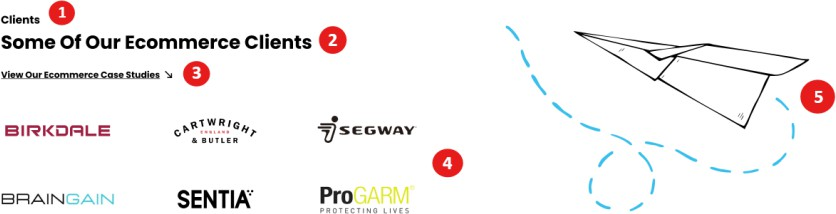 Clients 1
Some Of Our Ecommerce Clients 2
View Our Ecommerce Case Studies ↘ 3
BIRKDALE
CARTWRIGHT
ENGLAND
& BUTLER
SEGWAY
4
5
BRAINGAIN
SENTIA
ProGARM®
PROTECTING LIVES